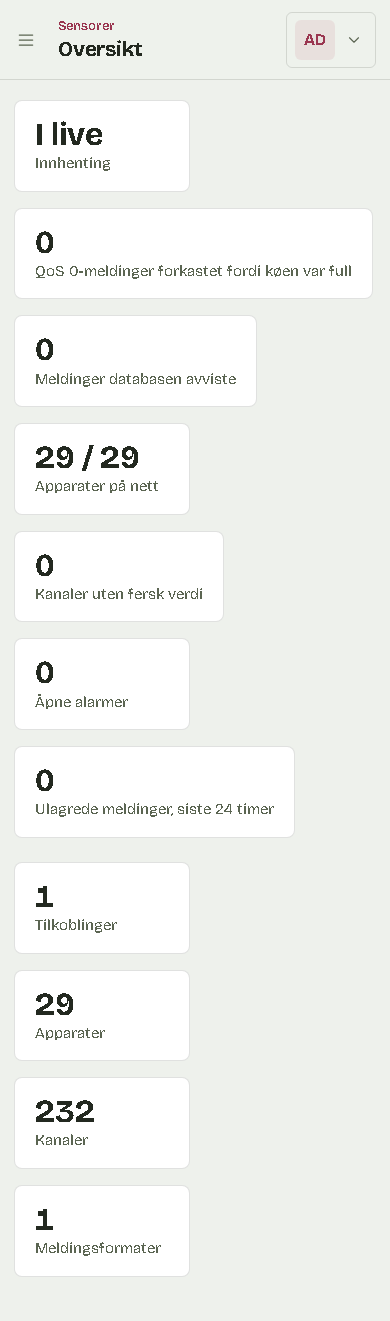 Sensorer
Oversikt
AD
I live
Innhenting
0
QoS 0-meldinger forkastet fordi køen var full
0
Meldinger databasen avviste
29 / 29
Apparater på nett
0
Kanaler uten fersk verdi
0
Åpne alarmer
0
Ulagrede meldinger, siste 24 timer
1
Tilkoblinger
29
Apparater
232
Kanaler
1
Meldingsformater